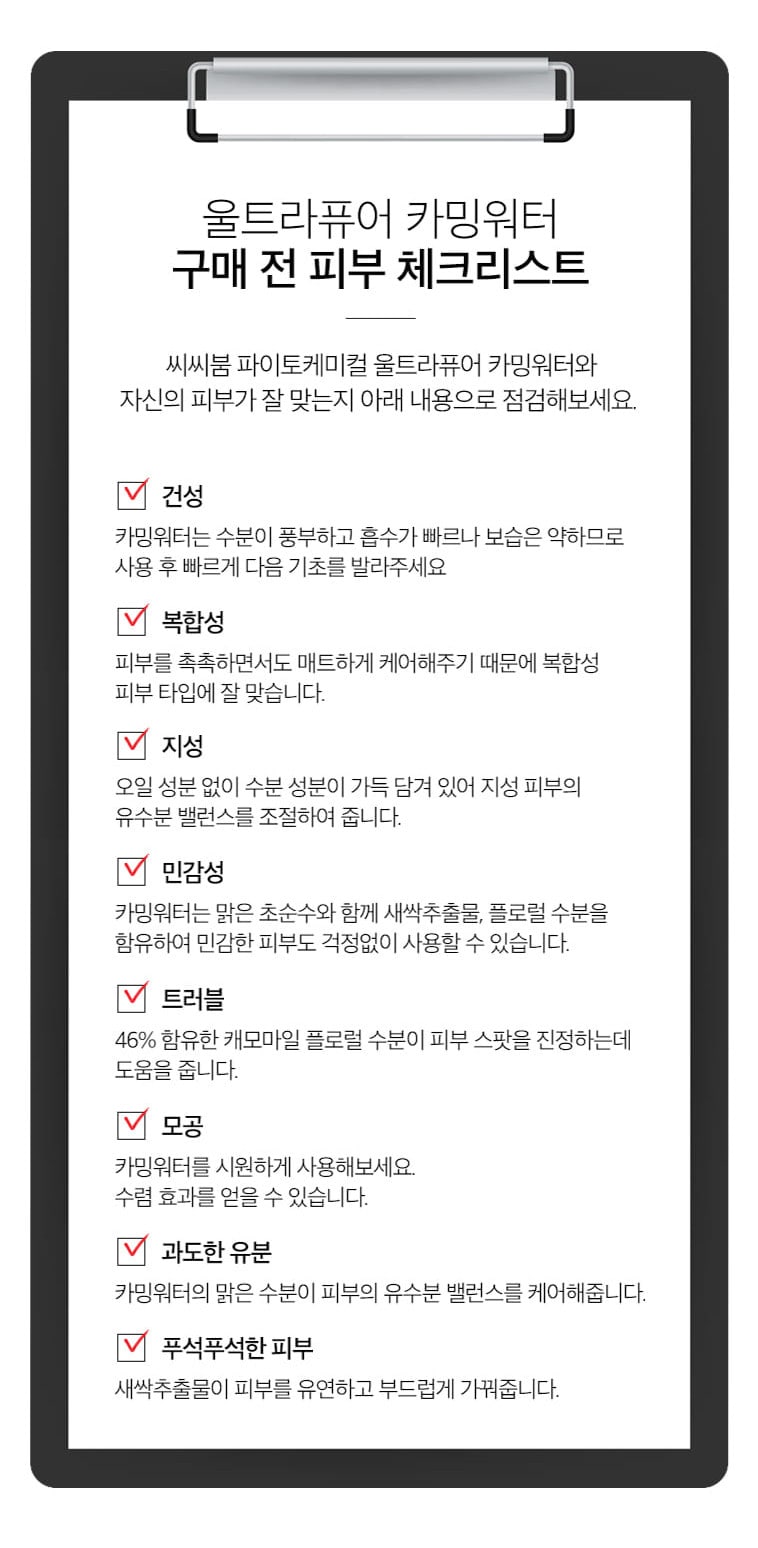 울트라퓨어 카밍워터
구매 전 피부 체크리스트
씨씨붐 파이토케미컬 울트라퓨어 카밍워터와
자신의 피부가 잘 맞는지 아래 내용으로 점검해보세요.
건성
카밍워터는 수분이 풍부하고 흡수가 빠르나 보습은 약하므로
사용 후 빠르게 다음 기초를 발라주세요
복합성
피부를 촉촉하면서도 매트하게 케어해주기 때문에 복합성
피부 타입에 잘 맞습니다.
지성
오일 성분 없이 수분 성분이 가득 담겨 있어 지성 피부의
유수분 밸런스를 조절하여 줍니다.
민감성
카밍워터는 맑은 초순수와 함께 새싹추출물, 플로럴 수분을
함유하여 민감한 피부도 걱정없이 사용할 수 있습니다.
트러블
46% 함유한 캐모마일 플로럴 수분이 피부 스팟을 진정하는데
도움을 줍니다.
모공
카밍워터를 시원하게 사용해보세요.
수렴 효과를 얻을 수 있습니다.
과도한 유분
카밍워터의 맑은 수분이 피부의 유수분 밸런스를 케어해줍니다.
푸석푸석한 피부
새싹추출물이 피부를 유연하고 부드럽게 가꿔줍니다.